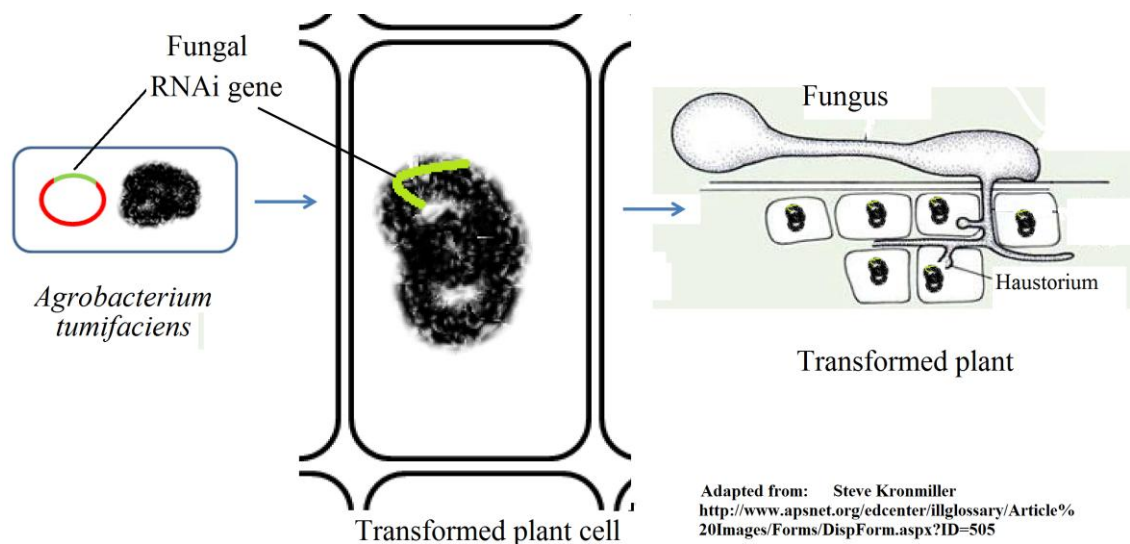 Fungal
RNAi gene
Agrobacterium
tumifaciens
Transformed plant cell
Fungus
Haustorium
Transformed plant
Adapted from: Steve Kronmiller
http://www.apsnet.org/edcenter/illglossary/Article%
20Images/Forms/DispForm.aspx?ID=505